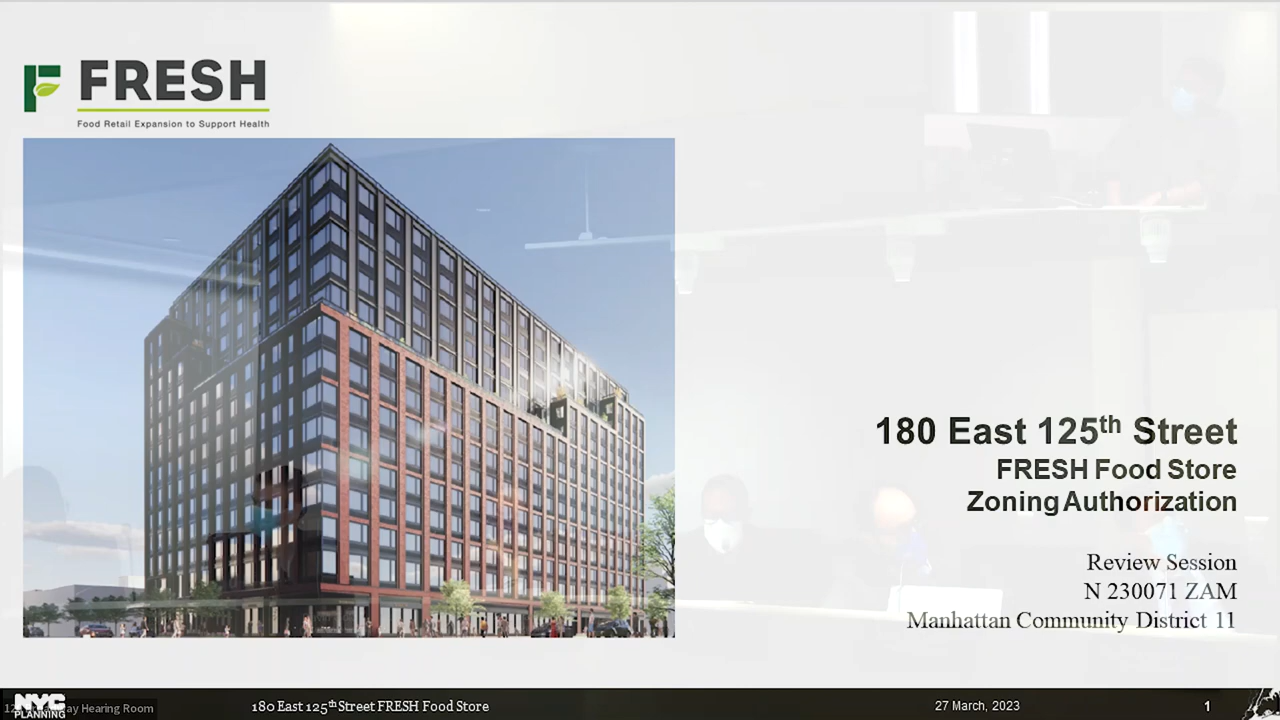 FRESH
Food Retail Expansion to Support Health
180 East 125th Street
FRESH Food Store
Zoning Authorization
Review Session
N 230071 ZAM
Manhattan Community District 11
NYC
PLANNING
Hearing Room
180 East 125th Street FRESH Food Store
27 March, 2023
1